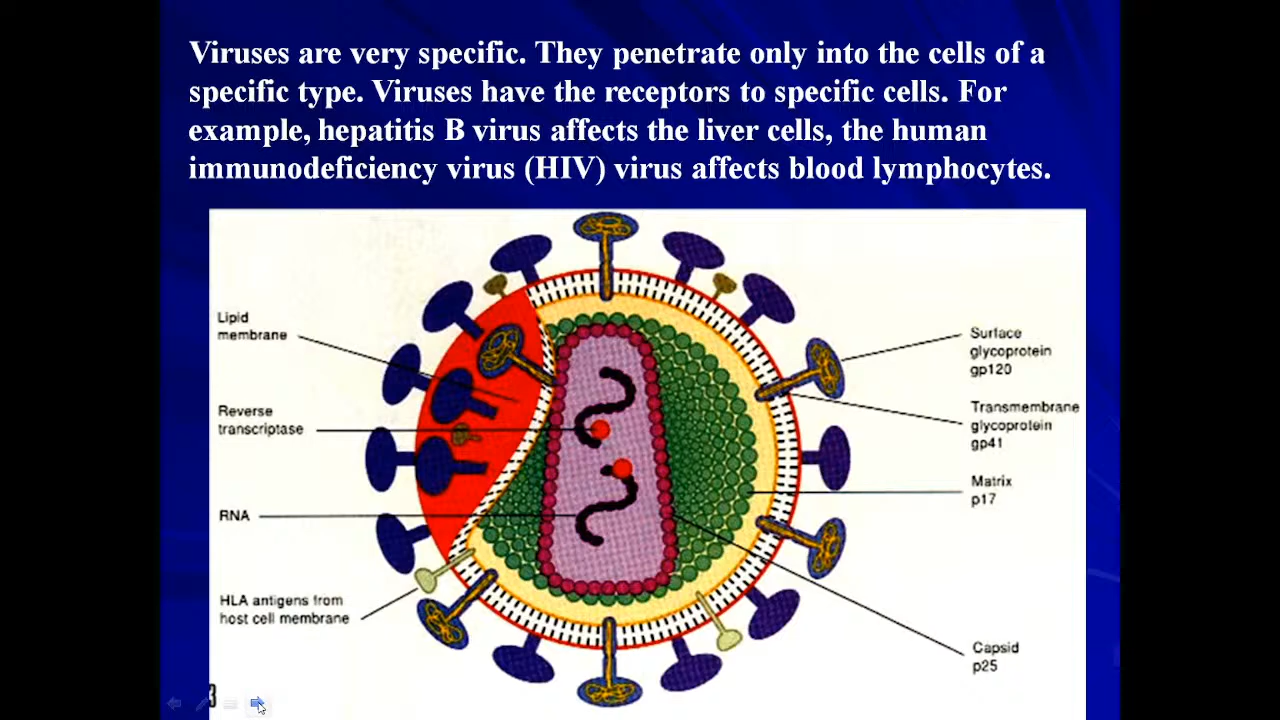 Viruses are very specific. They penetrate only into the cells of a
specific type. Viruses have the receptors to specific cells. For
example, hepatitis B virus affects the liver cells, the human
immunodeficiency virus (HIV) virus affects blood lymphocytes.
Lipid
membrane
Reverse
transcriptase
RNA
HLA antigens from
host cell membrane
Surface
glycoprotein
gp120
Transmembrane
glycoprotein
gp41
Matrix
p17
Capsid
p25